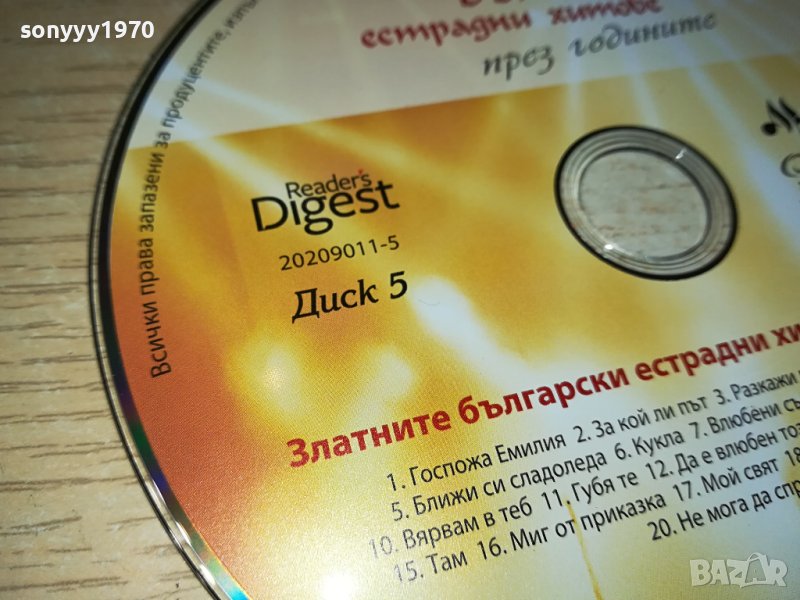 sonyyy1970
естрадни хитове
през годините
Всички права запазени за продуцентите,
Reader's
Digest
20209011-5
Диск 5
Златните български естрадни
1. Госпожа Емилия 2. За кой ли път 3. Разкажи
5. Ближи си сладоледа 6. Кукла 7. Влюбени
10. Вярвам в теб 11. Губя те 12. Да е влюбен
15. Там 16. Миг от приказка 17. Мой свят 18
20. Не мога да
BAZAR